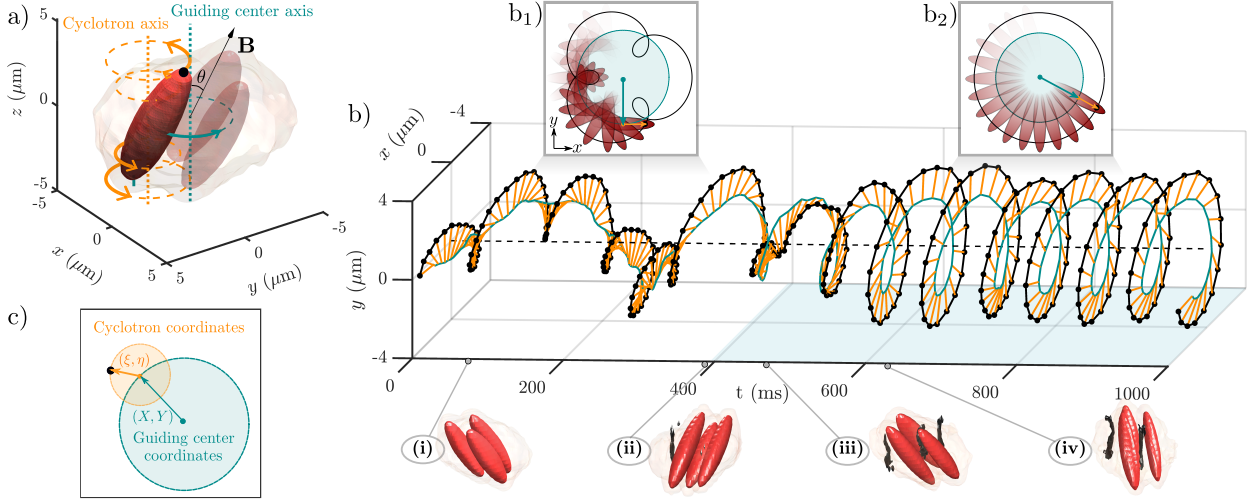 a)
Cyclotron axis
Guiding center axis
B
θ
5
0
-5
z (μm)
-5
0
5
x (μm)
5
0
-5
y (μm)
b₁)
b₂)
y
x
b)
-4
0
x (μm)
4
0
-4
y (μm)
0
200
400
t (ms)
600
800
1000
(i)
(ii)
(iii)
(iv)
c)
Cyclotron coordinates
(ξ, η)
(X, Y)
Guiding center
coordinates